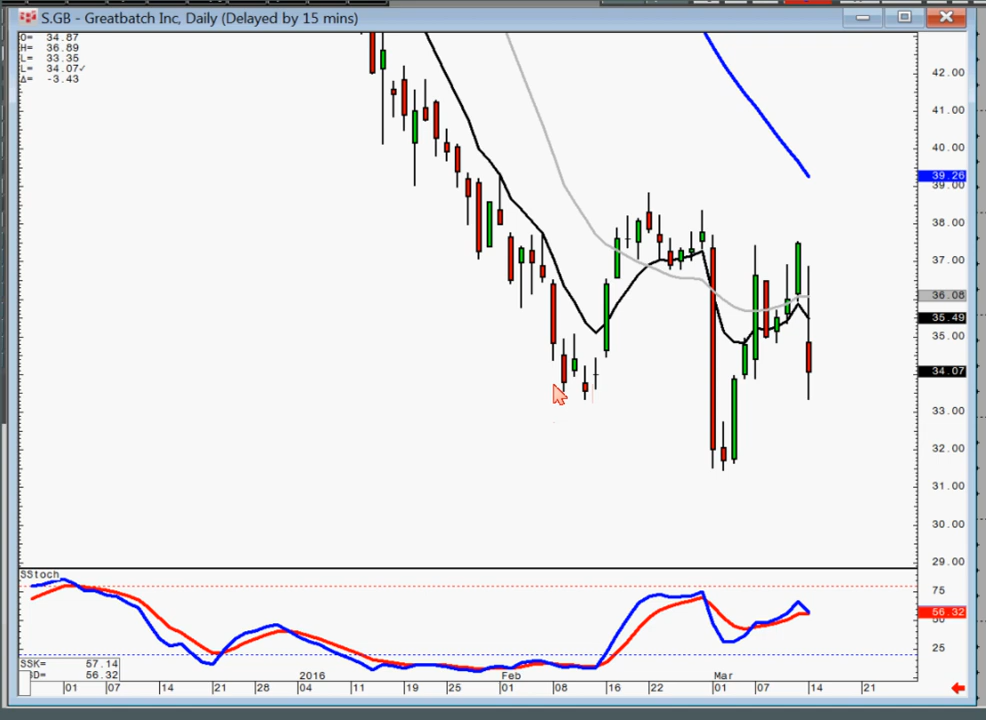 S.GB - Greatbatch Inc, Daily (Delayed by 15 mins)
O= 34.87
H= 36.89
L= 33.35
L= 34.07✓
Δ= -3.43
42.00
41.00
40.00
39.26
39.00
38.00
37.00
36.08
35.49
35.00
34.07
33.00
32.00
31.00
30.00
29.00
SStoch
75
56.32
50
25
SSK= 57.14
SD= 56.32
2016 Feb Mar
01 07 14 21 28 04 11 19 25 01 08 16 22 01 07 14 21